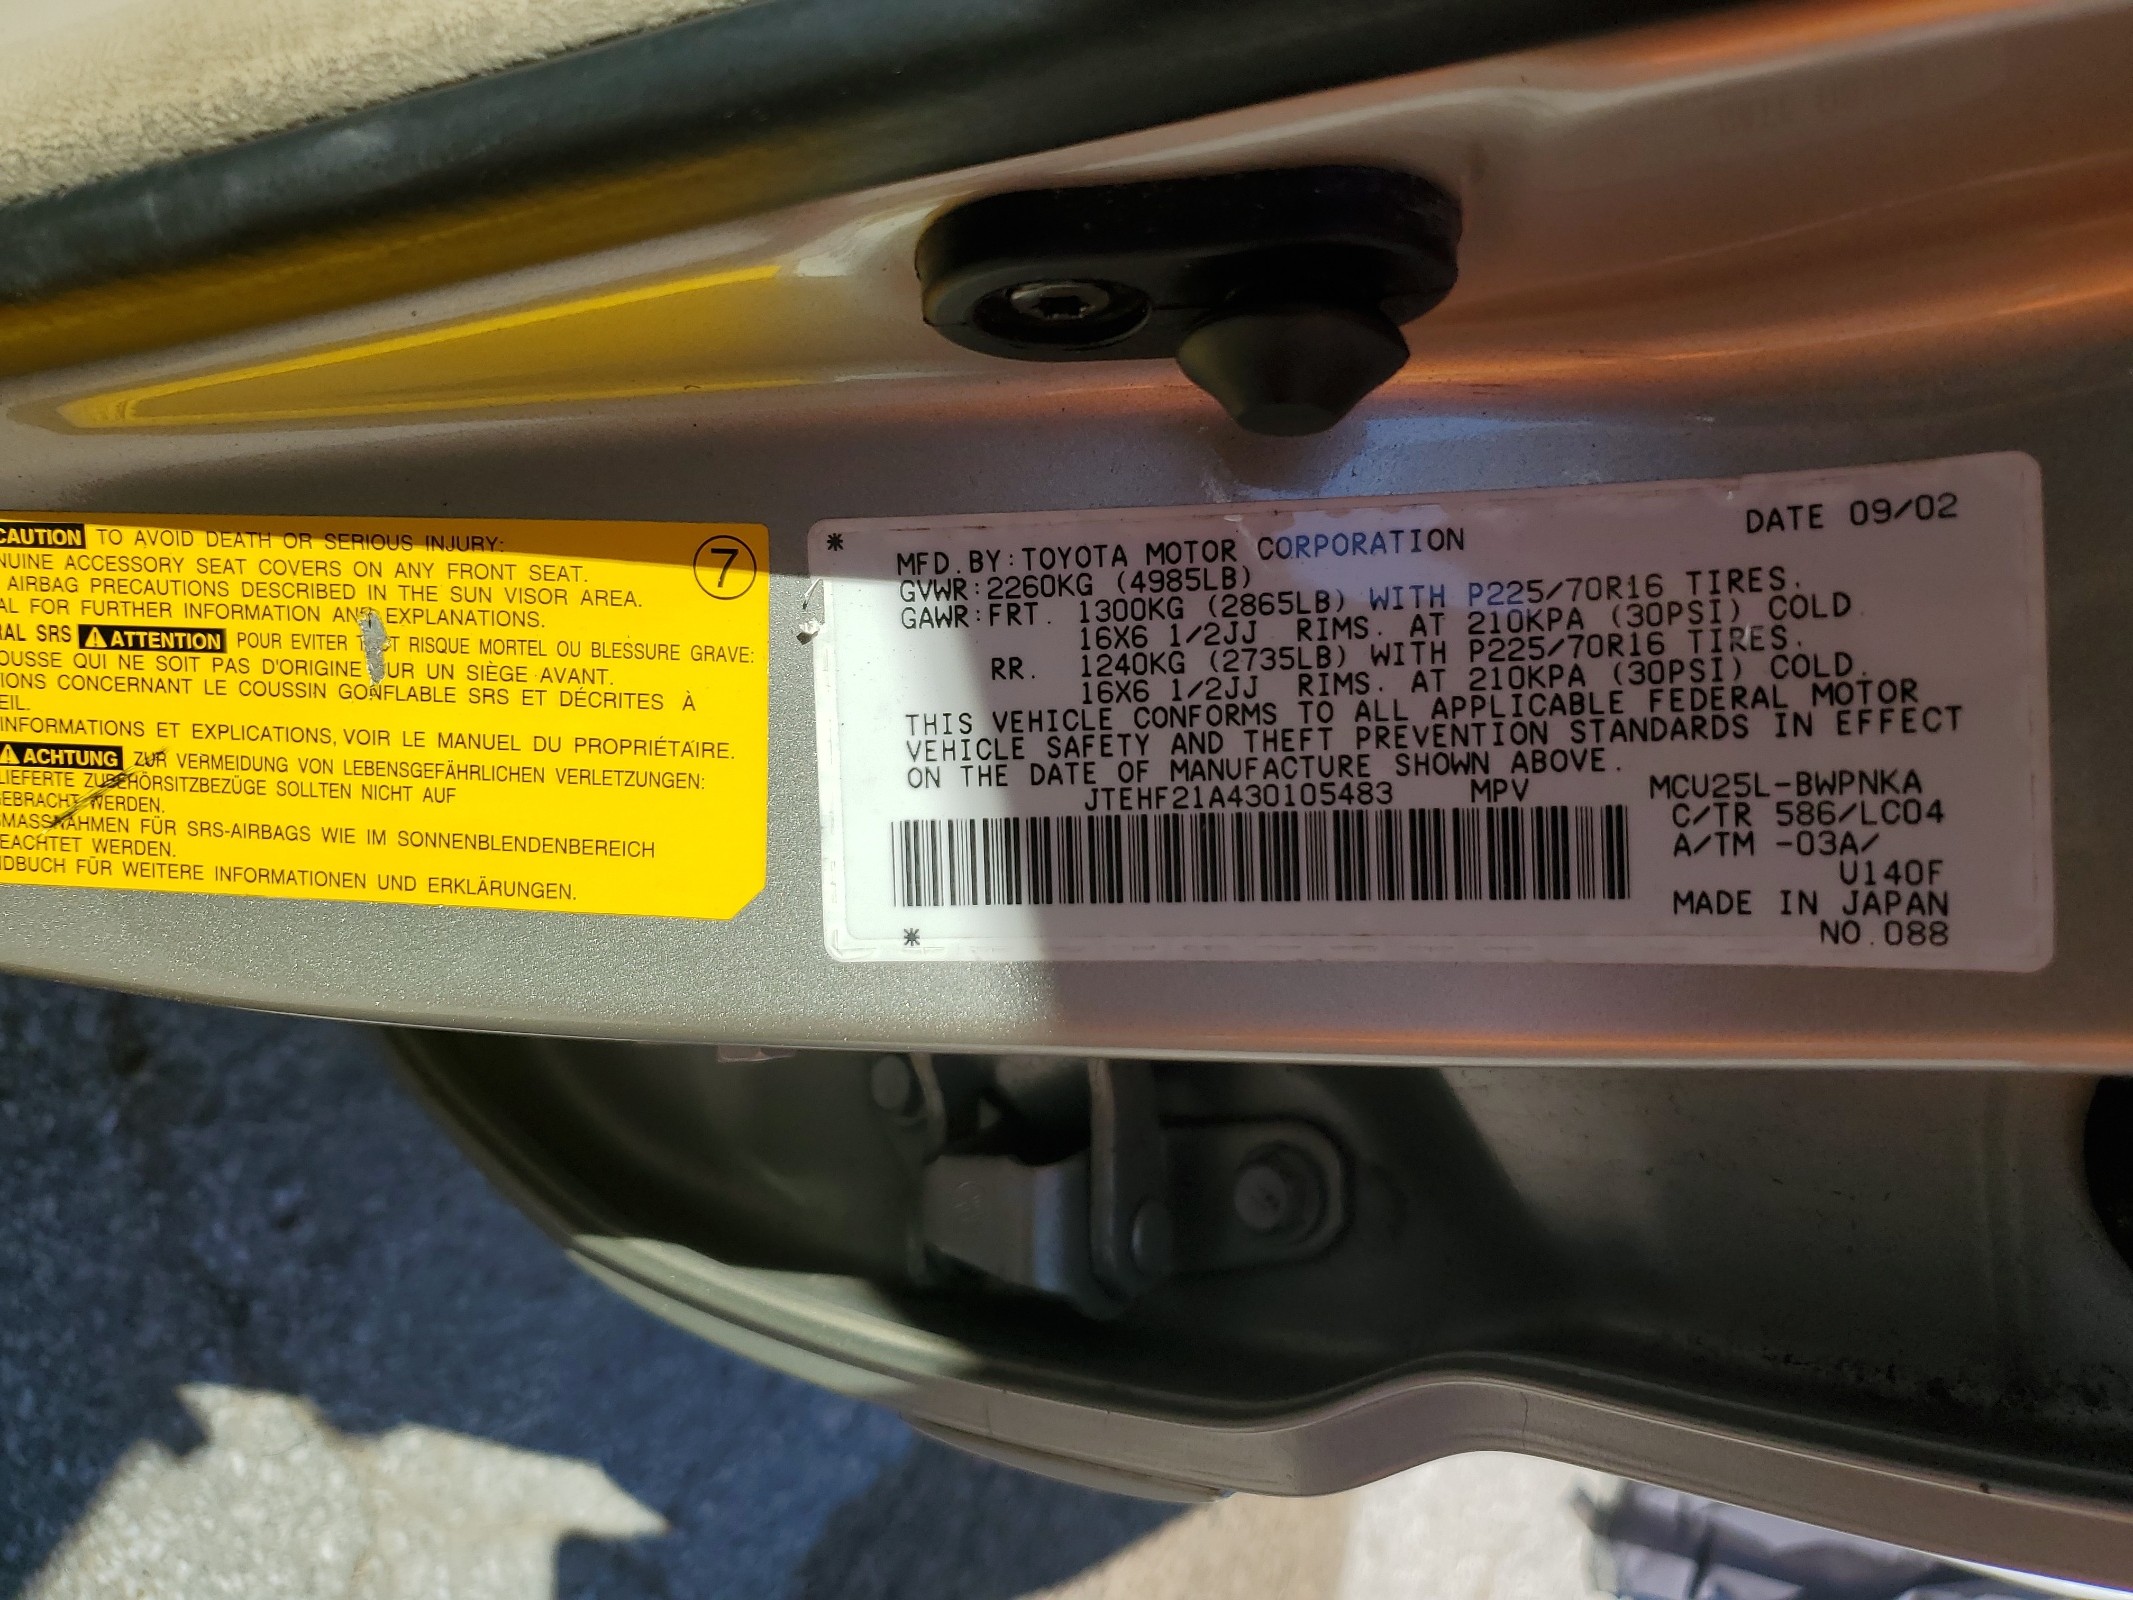 CAUTION TO AVOID DEATH OR SERIOUS INJURY:
NUINE ACCESSORY SEAT COVERS ON ANY FRONT SEAT.
AIRBAG PRECAUTIONS DESCRIBED IN THE SUN VISOR AREA.
AL FOR FURTHER INFORMATION AND EXPLANATIONS.
RAL SRS ATTENTION POUR EVITER TOUT RISQUE MORTEL OU BLESSURE GRAVE:
OUSSE QUI NE SOIT PAS D'ORIGINE SUR UN SIÈGE AVANT.
TIONS CONCERNANT LE COUSSIN GONFLABLE SRS ET DÉCRITES À
EIL.
INFORMATIONS ET EXPLICATIONS, VOIR LE MANUEL DU PROPRIÉTAIRE.
ACHTUNG ZUR VERMEIDUNG VON LEBENSGEFÄHRLICHEN VERLETZUNGEN:
LIEFERTE ZUBEHÖRSITZBEZÜGE SOLLTEN NICHT AUF
GEBRACHT WERDEN.
SMASSNAHMEN FÜR SRS-AIRBAGS WIE IM SONNENBLENDENBEREICH
EACHTET WERDEN.
NDBUCH FÜR WEITERE INFORMATIONEN UND ERKLÄRUNGEN.
7
DATE 09/02
* MFD.BY:TOYOTA MOTOR CORPORATION
GVWR:2260KG (4985LB)
GAWR:FRT. 1300KG (2865LB) WITH P225/70R16 TIRES.
16X6 1/2JJ RIMS. AT 210KPA (30PSI) COLD.
RR. 1240KG (2735LB) WITH P225/70R16 TIRES.
16X6 1/2JJ RIMS. AT 210KPA (30PSI) COLD.
THIS VEHICLE CONFORMS TO ALL APPLICABLE FEDERAL MOTOR
VEHICLE SAFETY AND THEFT PREVENTION STANDARDS IN EFFECT
ON THE DATE OF MANUFACTURE SHOWN ABOVE.
JTEHF21A430105483 MPV MCU25L-BWPNKA
C/TR 586/LC04
A/TM -03A/
U140F
MADE IN JAPAN
* NO.088